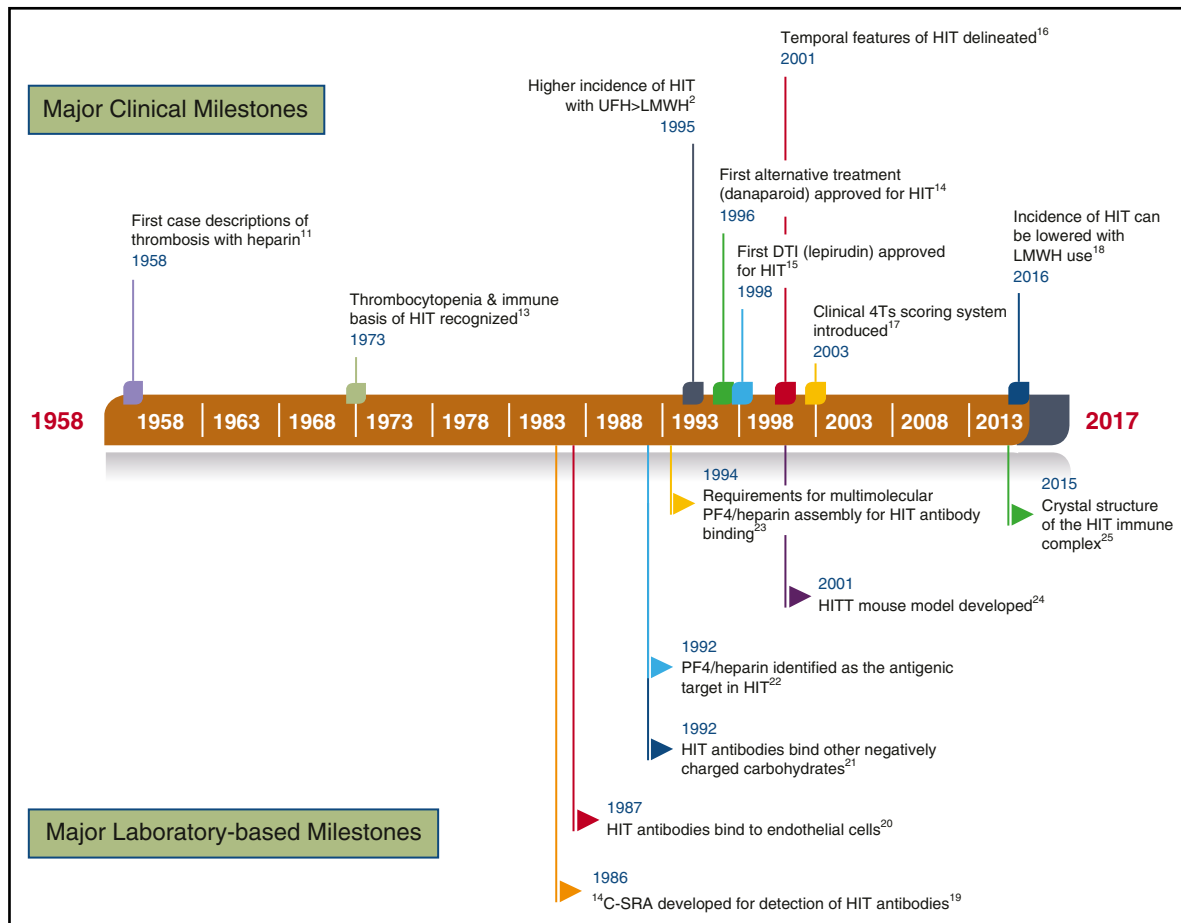 Major Clinical Milestones
Temporal features of HIT delineated16
2001
Higher incidence of HIT
with UFH>LMWH2
1995
First alternative treatment
(danaparoid) approved for HIT14
1996
First case descriptions of
thrombosis with heparin11
1958
Incidence of HIT can
be lowered with
LMWH use18
2016
First DTI (lepirudin) approved
for HIT15
1998
Thrombocytopenia & immune
basis of HIT recognized13
1973
Clinical 4Ts scoring system
introduced17
2003
1958
1958 1963 1968 1973 1978 1983 1988 1993 1998 2003 2008 2013
2017
1994
Requirements for multimolecular
PF4/heparin assembly for HIT antibody
binding23
2015
Crystal structure
of the HIT immune
complex25
2001
HITT mouse model developed24
1992
PF4/heparin identified as the antigenic
target in HIT22
1992
HIT antibodies bind other negatively
charged carbohydrates21
1987
HIT antibodies bind to endothelial cells20
Major Laboratory-based Milestones
1986
14C-SRA developed for detection of HIT antibodies19